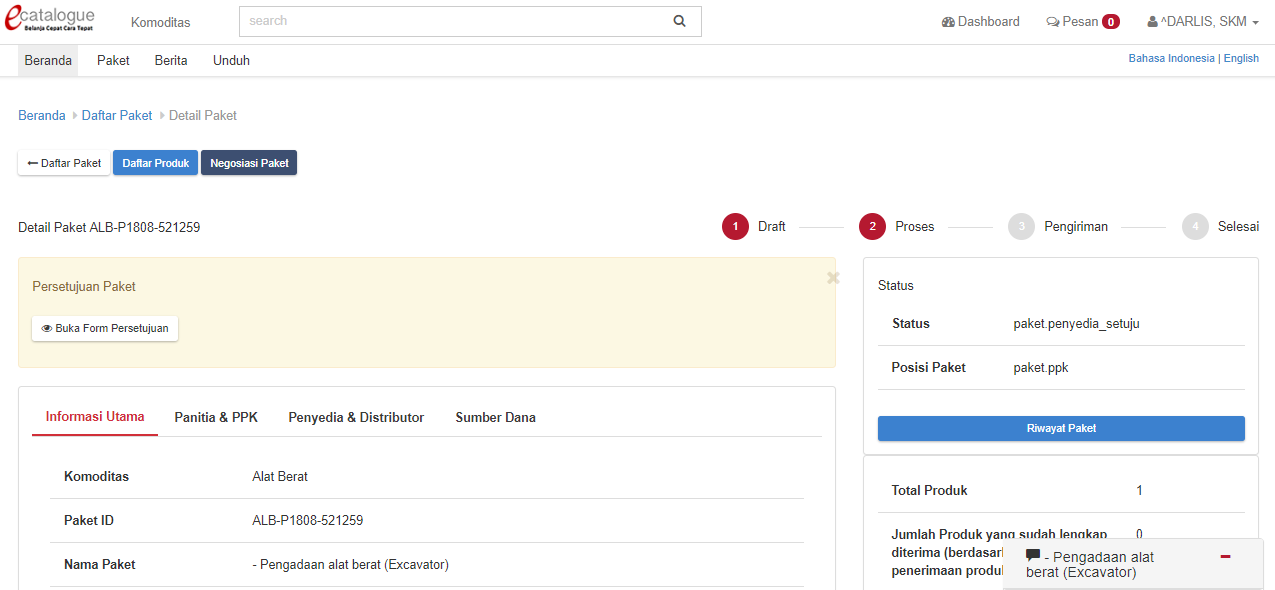 ecatalogue
Belanja Cepat Cara Tepat
Komoditas
search
Dashboard
Pesan 0
^DARLIS, SKM
Beranda Paket Berita Unduh
Bahasa Indonesia | English
Beranda Daftar Paket Detail Paket
Daftar Paket Daftar Produk Negosiasi Paket
Detail Paket ALB-P1808-521259
1 Draft 2 Proses 3 Pengiriman 4 Selesai
Persetujuan Paket
Buka Form Persetujuan
Informasi Utama Panitia & PPK Penyedia & Distributor Sumber Dana
Komoditas Alat Berat
Paket ID ALB-P1808-521259
Nama Paket - Pengadaan alat berat (Excavator)
Status
Status paket.penyedia_setuju
Posisi Paket paket.ppk
Riwayat Paket
Total Produk 1
Jumlah Produk yang sudah lengkap 0
diterima (berdasar
penerimaan produ
- Pengadaan alat
berat (Excavator)